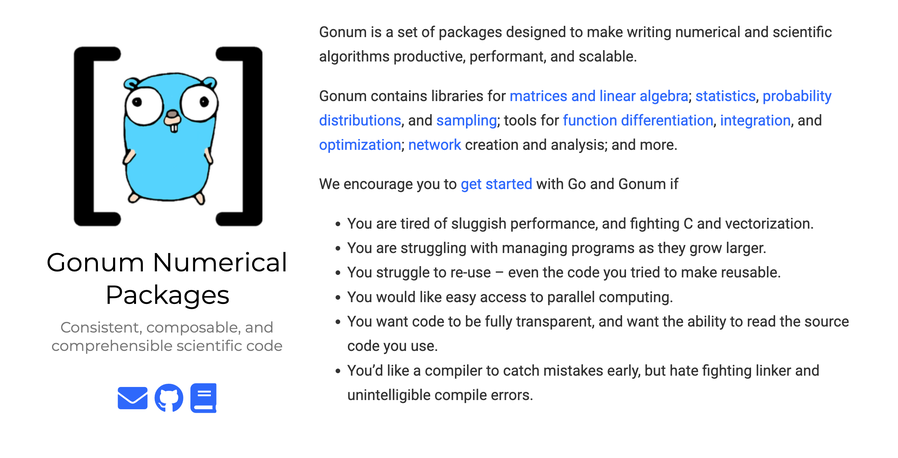 Gonum Numerical
Packages
Consistent, composable, and
comprehensible scientific code
Gonum is a set of packages designed to make writing numerical and scientific
algorithms productive, performant, and scalable.
Gonum contains libraries for matrices and linear algebra; statistics, probability
distributions, and sampling; tools for function differentiation, integration, and
optimization; network creation and analysis; and more.
We encourage you to get started with Go and Gonum if
• You are tired of sluggish performance, and fighting C and vectorization.
• You are struggling with managing programs as they grow larger.
• You struggle to re-use – even the code you tried to make reusable.
• You would like easy access to parallel computing.
• You want code to be fully transparent, and want the ability to read the source
code you use.
• You’d like a compiler to catch mistakes early, but hate fighting linker and
unintelligible compile errors.